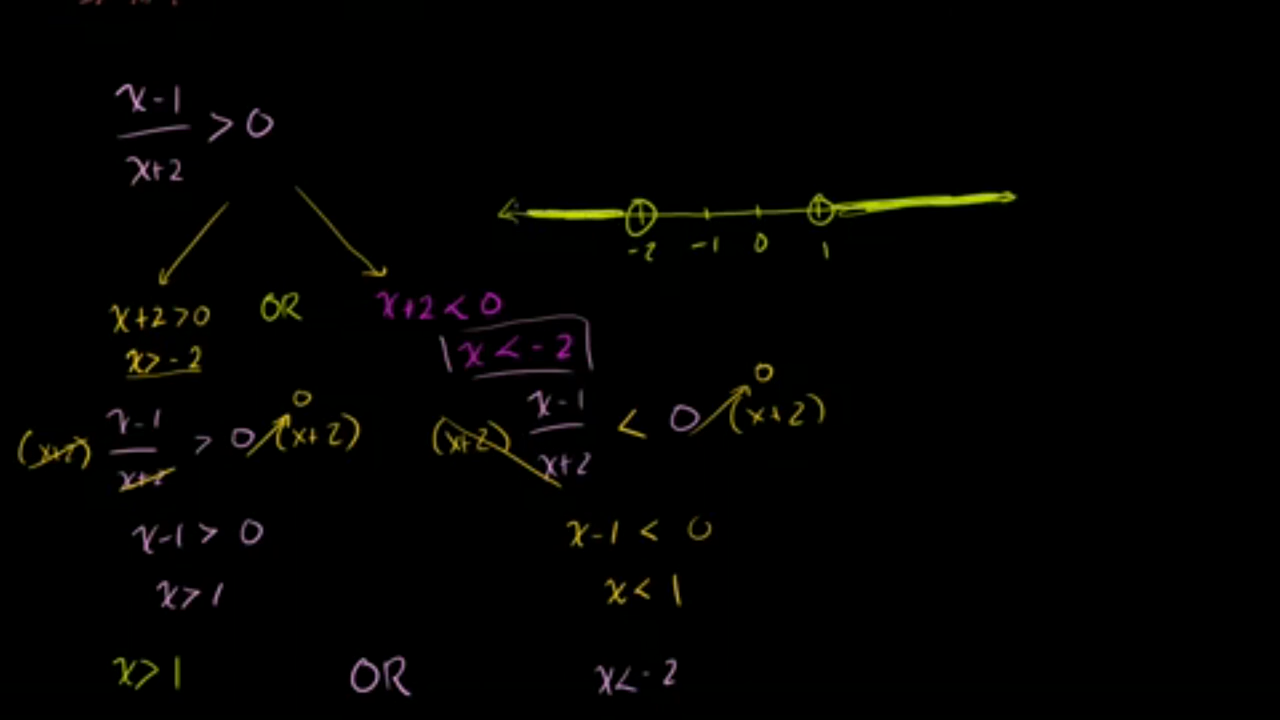 x-1
—— > 0
x+2
-2 -1 0 1
x+2>0 OR x+2 < 0
x>-2 x < -2
(x+2) x-1/x+2 > 0 (x+2) 0
(x+2) x-1/x+2 < 0 (x+2) 0
x-1 > 0 x-1 < 0
x>1 x< 1
x>1 OR x<-2